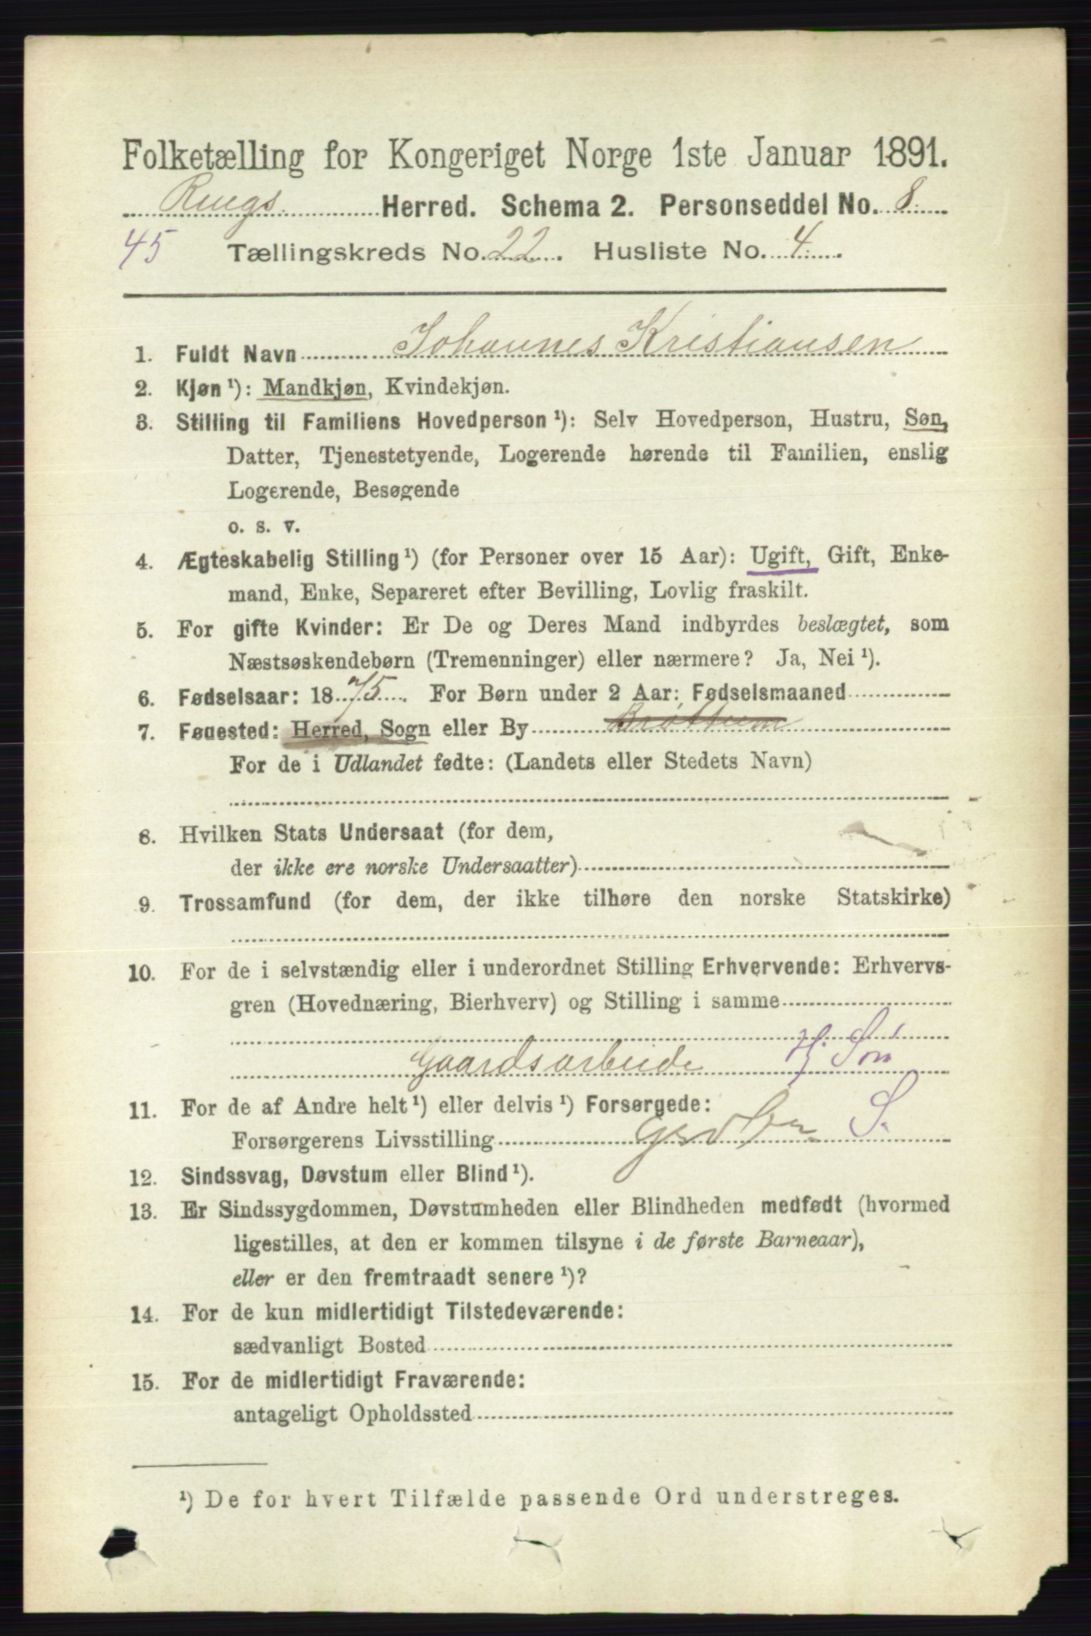 Folketælling for Kongeriget Norge 1ste Januar 1891.
Rings Herred. Schema 2. Personseddel No. 8.
45 Tællingskreds No. 22. Husliste No. 4.
1. Fuldt Navn Johannes Kristiansen
2. Kjøn ¹): Mandkjøn, Kvindekjøn.
3. Stilling til Familiens Hovedperson ¹): Selv Hovedperson, Hustru, Søn,
Datter, Tjenestetyende, Logerende hørende til Familien, enslig
Logerende, Besøgende
o. s. v.
4. Ægteskabelig Stilling ¹) (for Personer over 15 Aar): Ugift, Gift, Enke-
mand, Enke, Separeret efter Bevilling, Lovlig fraskilt.
5. For gifte Kvinder: Er De og Deres Mand indbyrdes beslægtet, som
Næstsøskendebørn (Tremenninger) eller nærmere? Ja, Nei ¹).
6. Fødselsaar: 1875. For Børn under 2 Aar: Fødselsmaaned
7. Fødested: Herred, Sogn eller By Brøttum
For de i Udlandet fødte: (Landets eller Stedets Navn)
8. Hvilken Stats Undersaat (for dem,
der ikke ere norske Undersaatter)
9. Trossamfund (for dem, der ikke tilhøre den norske Statskirke)
10. For de i selvstændig eller i underordnet Stilling Erhvervende: Erhvervs-
gren (Hovednæring, Bierhverv) og Stilling i samme
Gaardsarbeide Hj. Søn
11. For de af Andre helt ¹) eller delvis ¹) Forsørgede:
Forsørgerens Livsstilling S.
12. Sindssvag, Døvstum eller Blind ¹).
13. Er Sindssygdommen, Døvstumheden eller Blindheden medfødt (hvormed
ligestilles, at den er kommen tilsyne i de første Barneaar),
eller er den fremtraadt senere ¹)?
14. For de kun midlertidigt Tilstedeværende:
sædvanligt Bosted
15. For de midlertidigt Fraværende:
antageligt Opholdssted
¹) De for hvert Tilfælde passende Ord understreges.